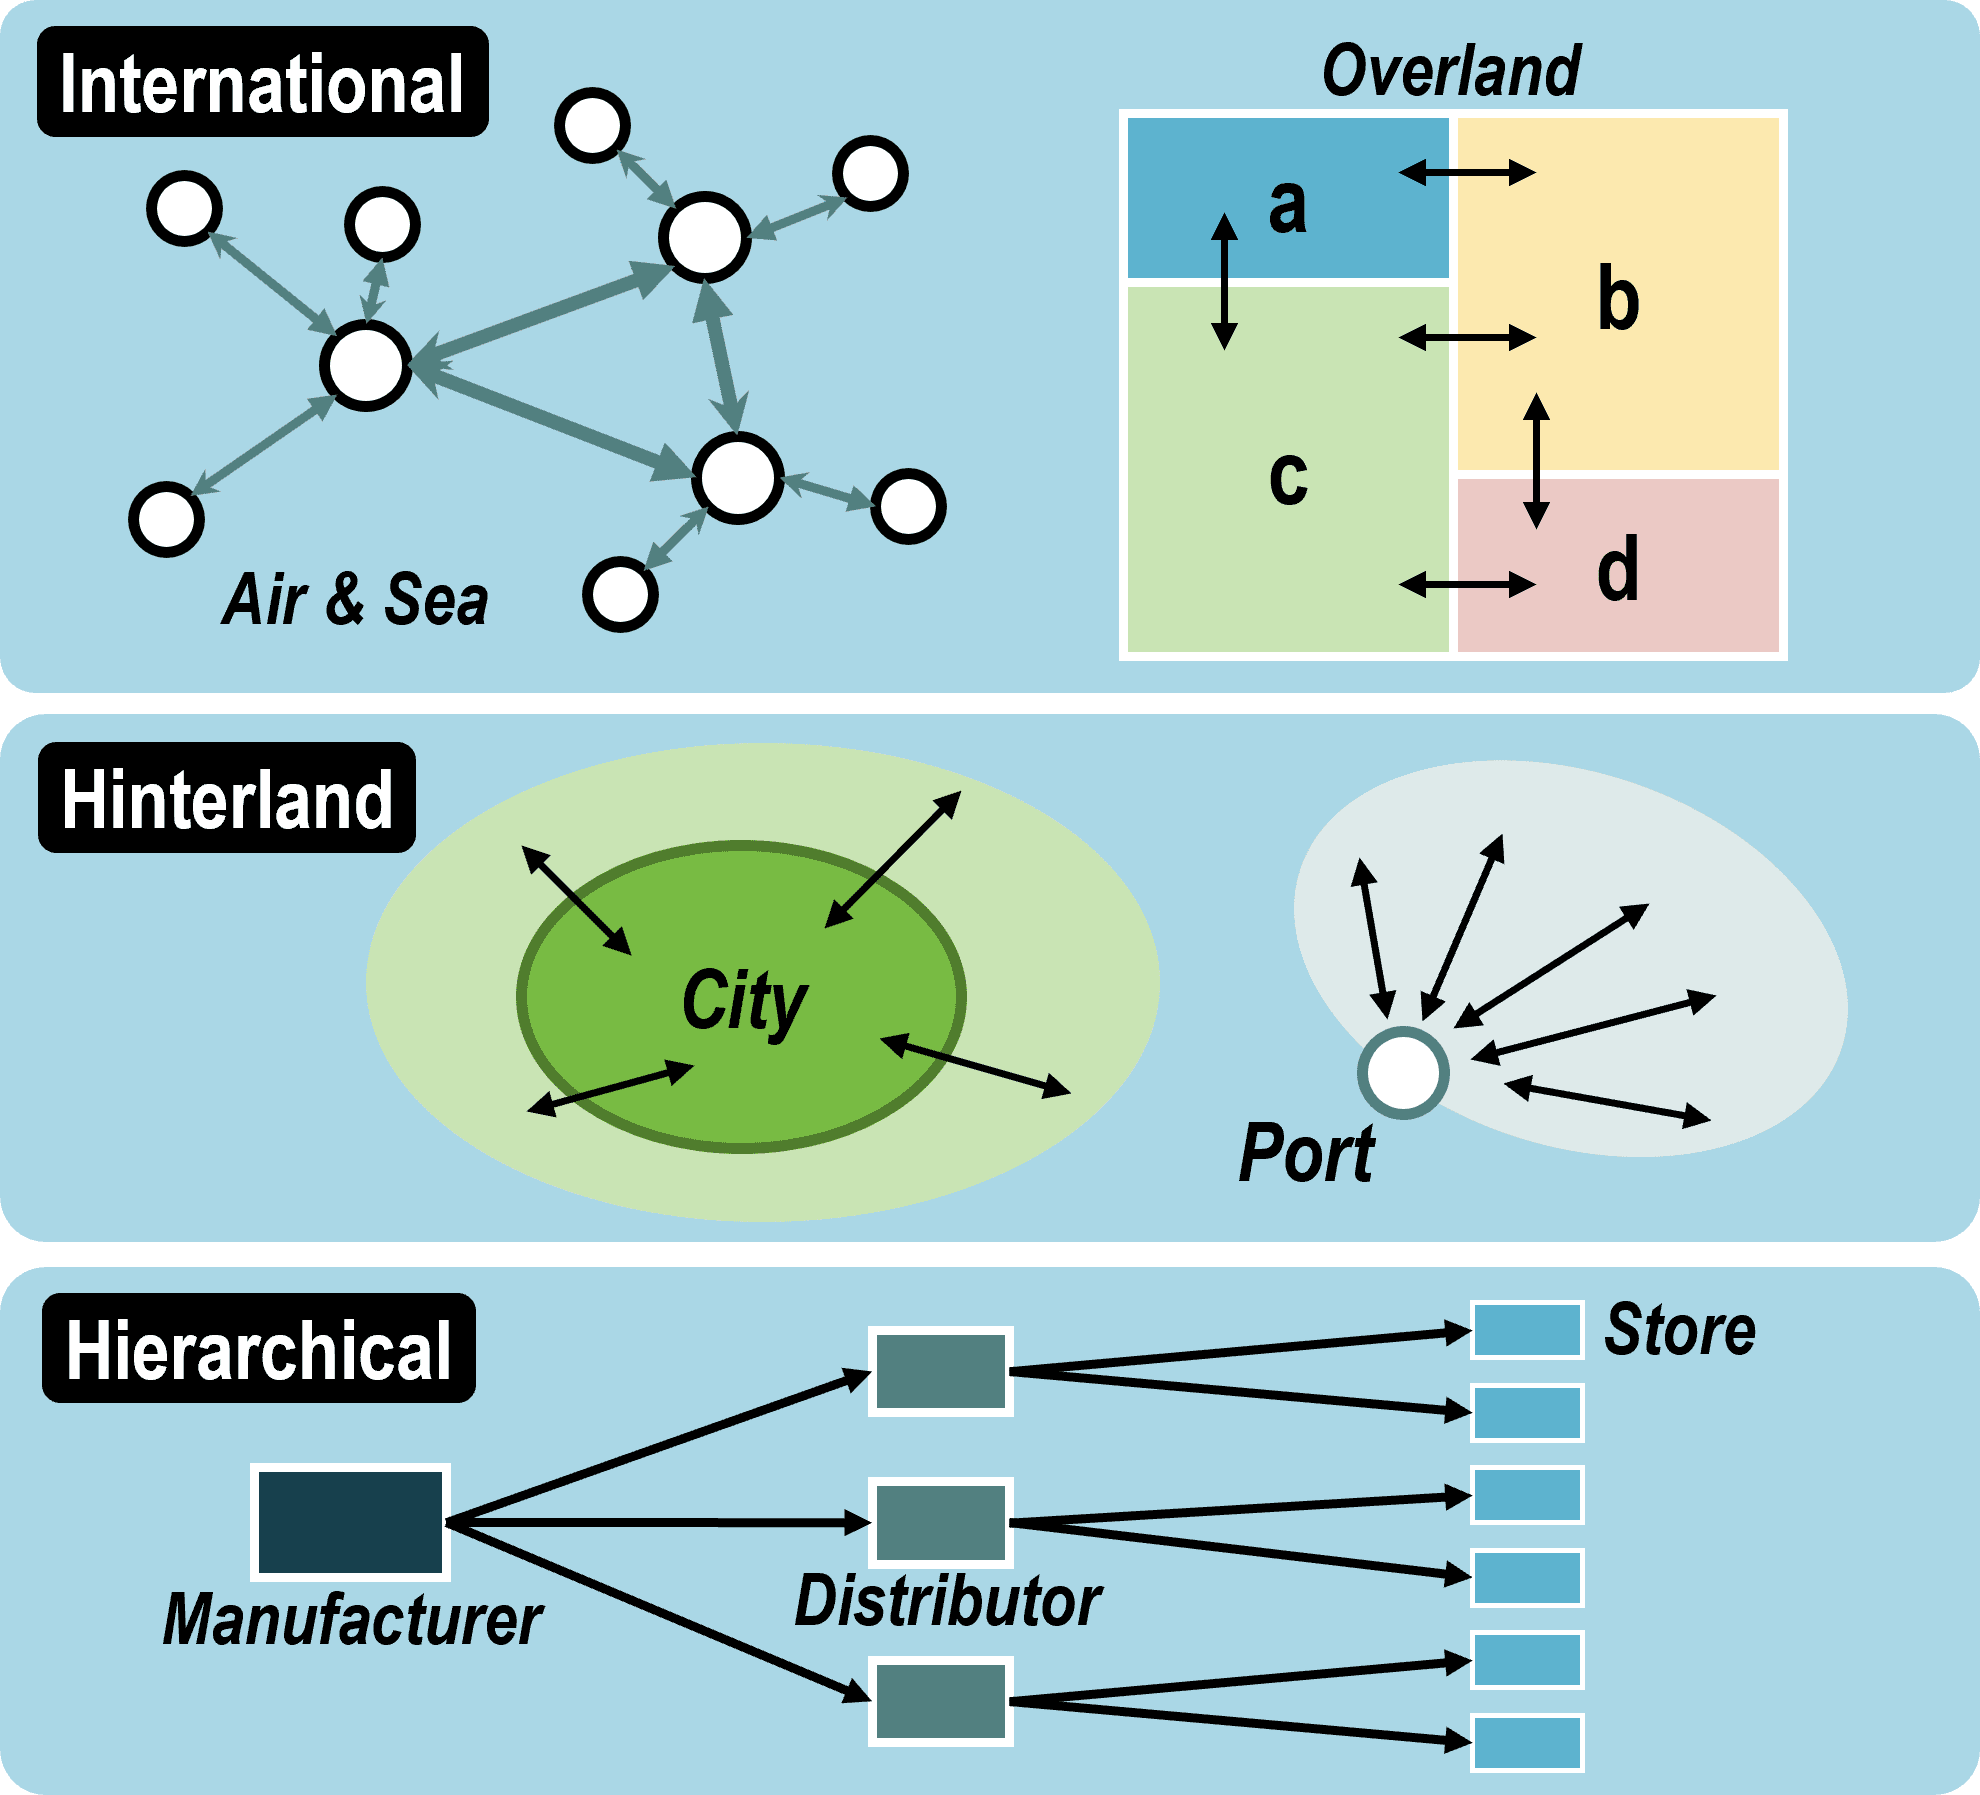 International
Air & Sea
Overland
a
b
c
d
Hinterland
City
Port
Hierarchical
Manufacturer
Distributor
Store